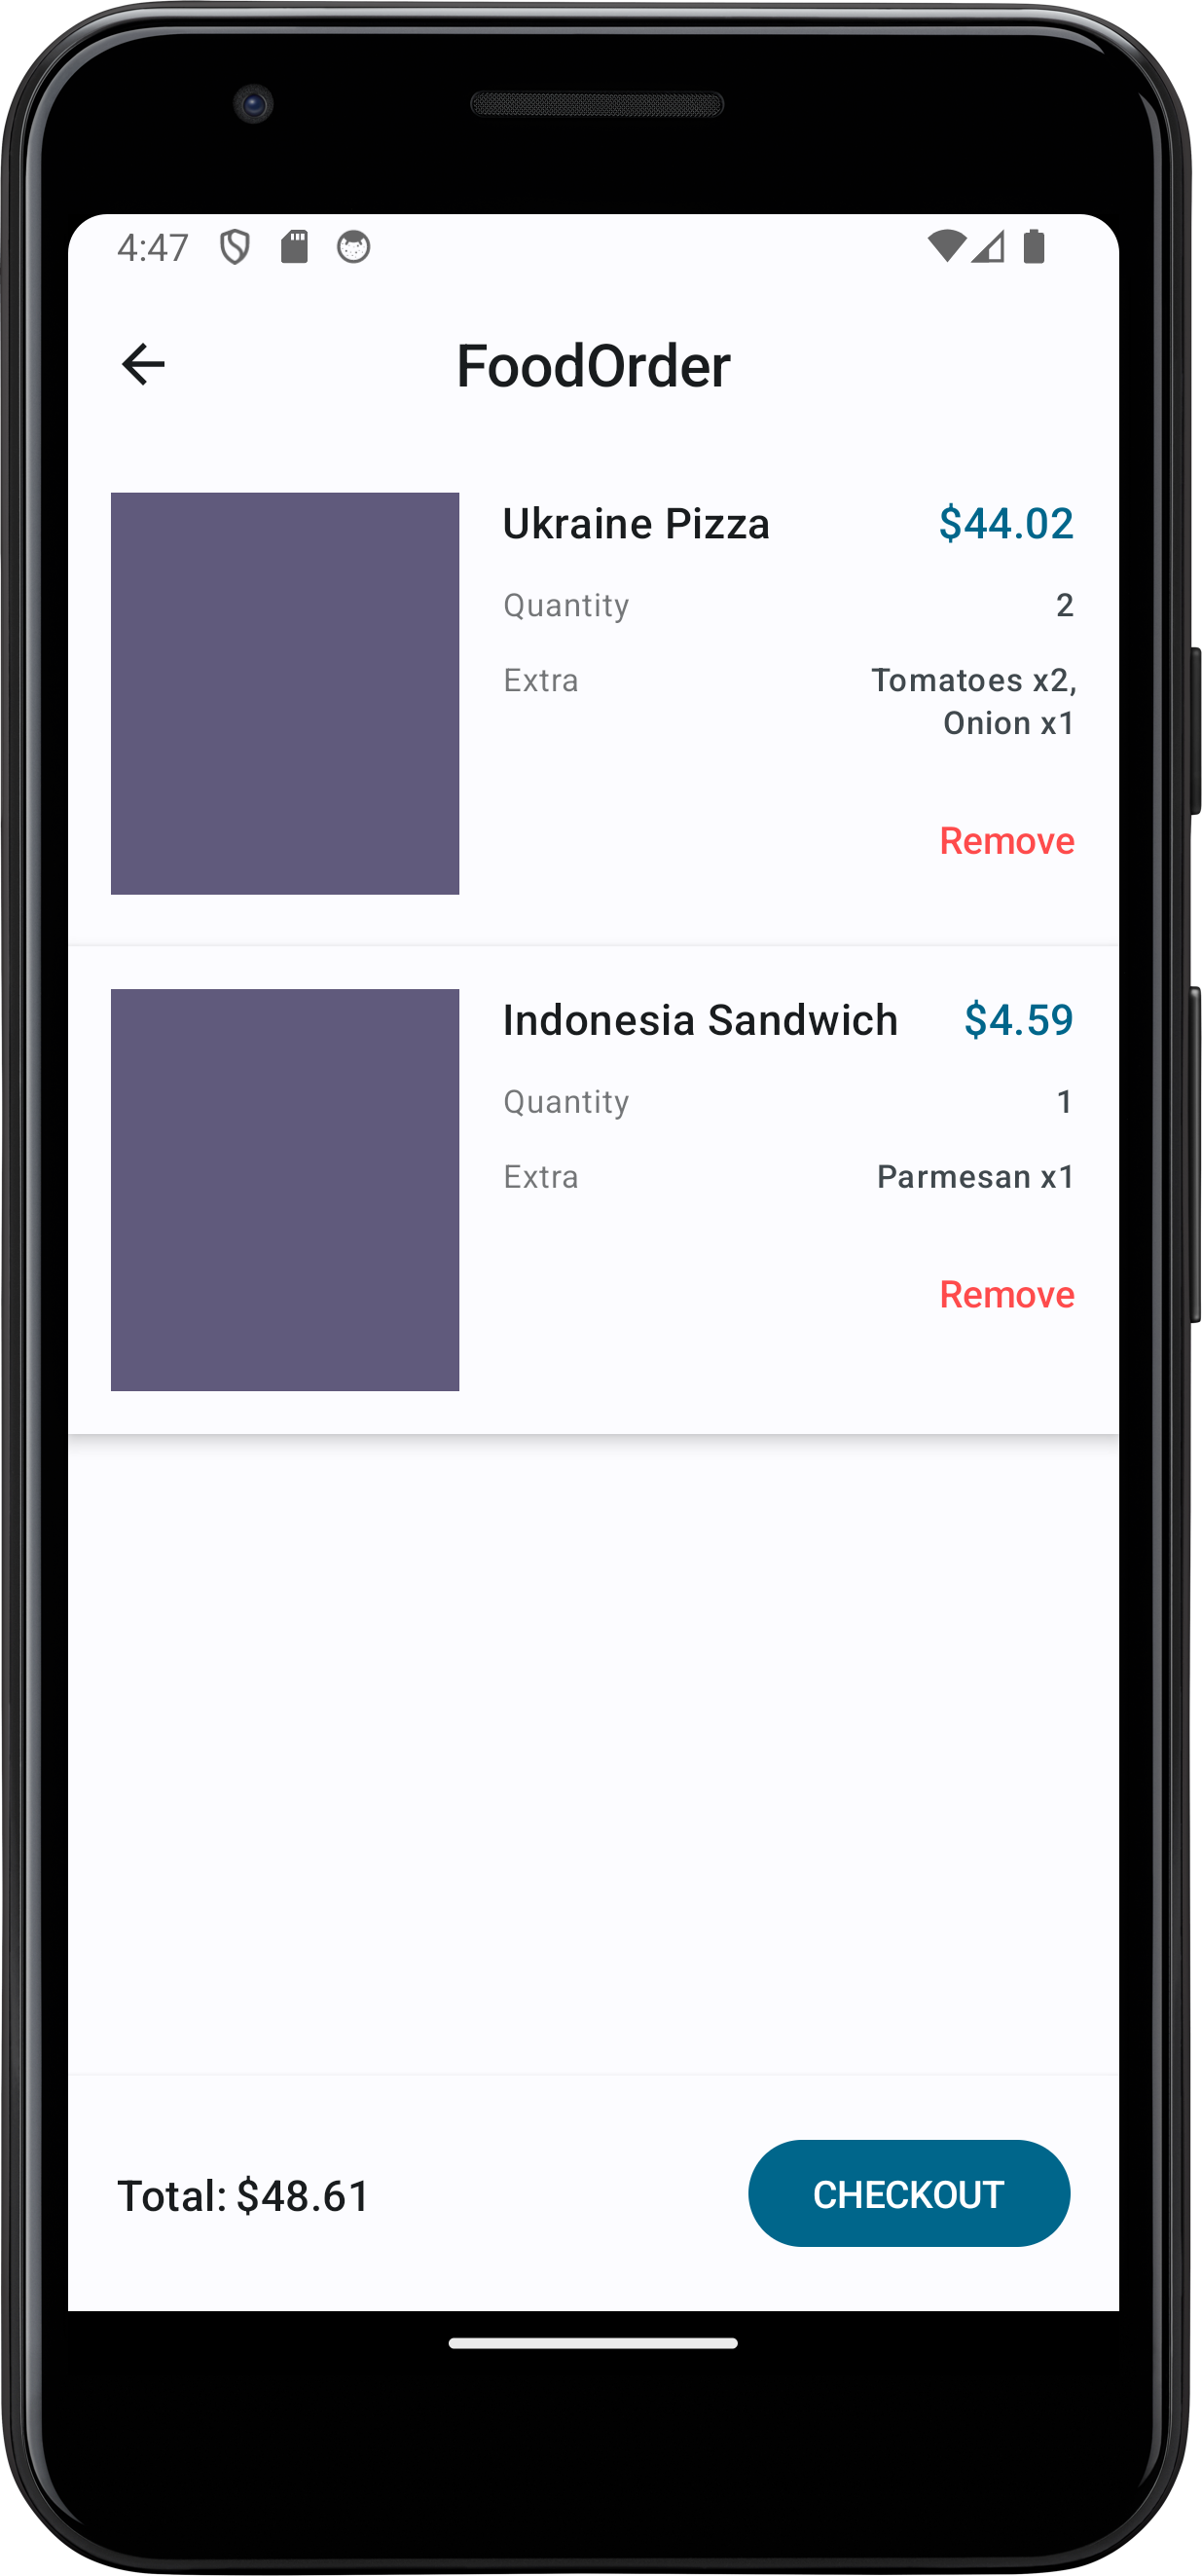 4:47
FoodOrder
Ukraine Pizza $44.02
Quantity 2
Extra Tomatoes x2,
Onion x1
Remove
Indonesia Sandwich $4.59
Quantity 1
Extra Parmesan x1
Remove
Total: $48.61 CHECKOUT